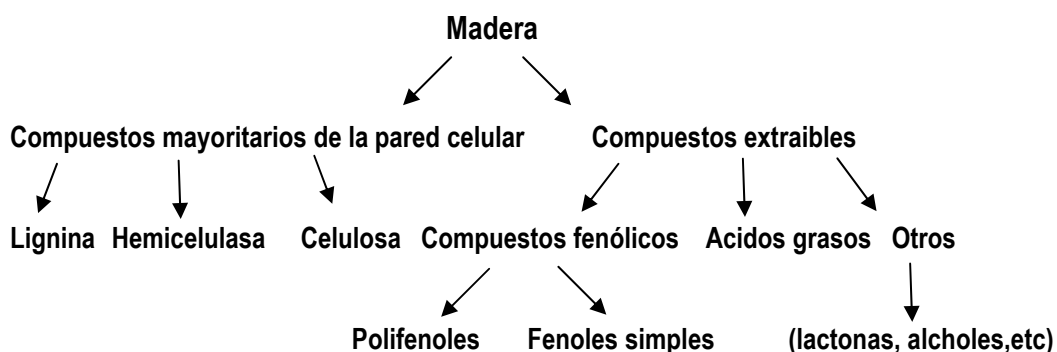 Madera
Compuestos mayoritarios de la pared celular Compuestos extraibles
Lignina Hemicelulasa Celulosa Compuestos fenólicos Acidos grasos Otros
Polifenoles Fenoles simples (lactonas, alcholes,etc)